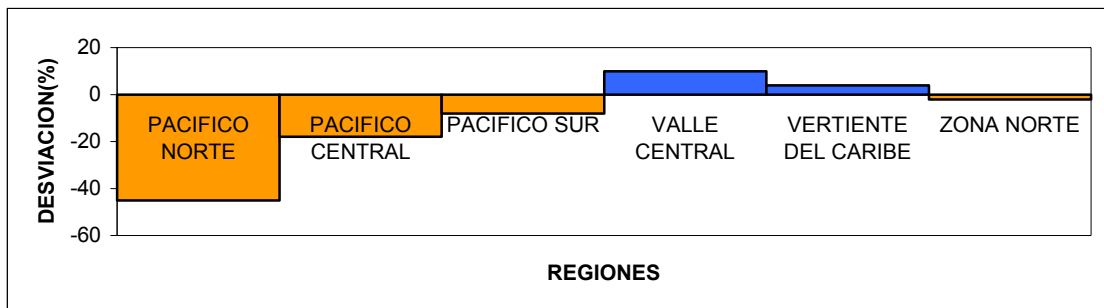 DESVIACION(%)
20
0
-20
-40
-60
PACIFICO
NORTE
PACIFICO
CENTRAL
PACIFICO SUR
VALLE
CENTRAL
VERTIENTE
DEL CARIBE
ZONA NORTE
REGIONES